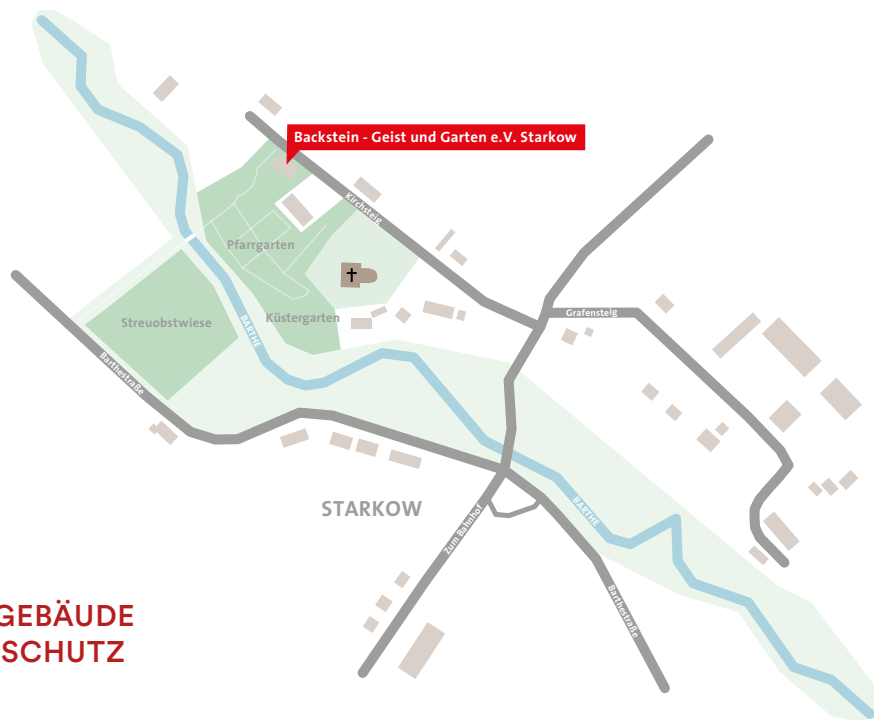 Backstein - Geist und Garten e.V. Starkow
Kirchsteig
Pfarrgarten
Grafensteig
Streuobstwiese
Küstergarten
BARTHE
Barthestraße
STARKOW
BARTHE
Zum Bahnhof
Barthestraße
GEBÄUDE
SCHUTZ